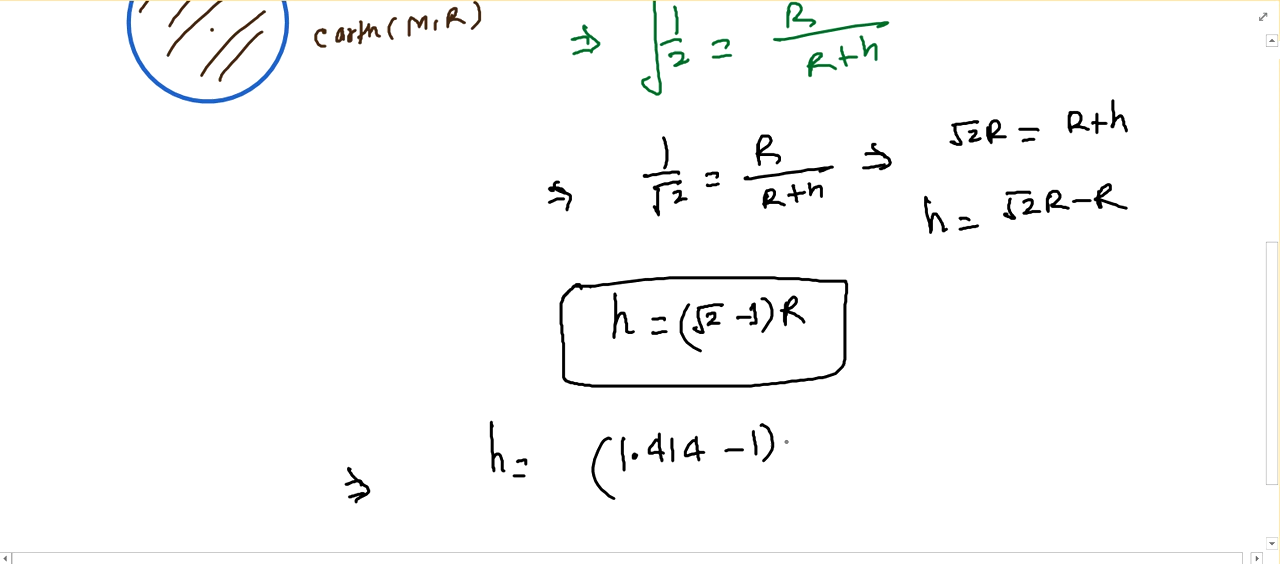 earth (M, R)
⇒ √(1/2) = R/(R+h)
⇒ 1/√2 = R/(R+h) ⇒ √2R = R+h
h = √2R - R
h = (√2 - 1)R
⇒ h = (1.414 - 1)